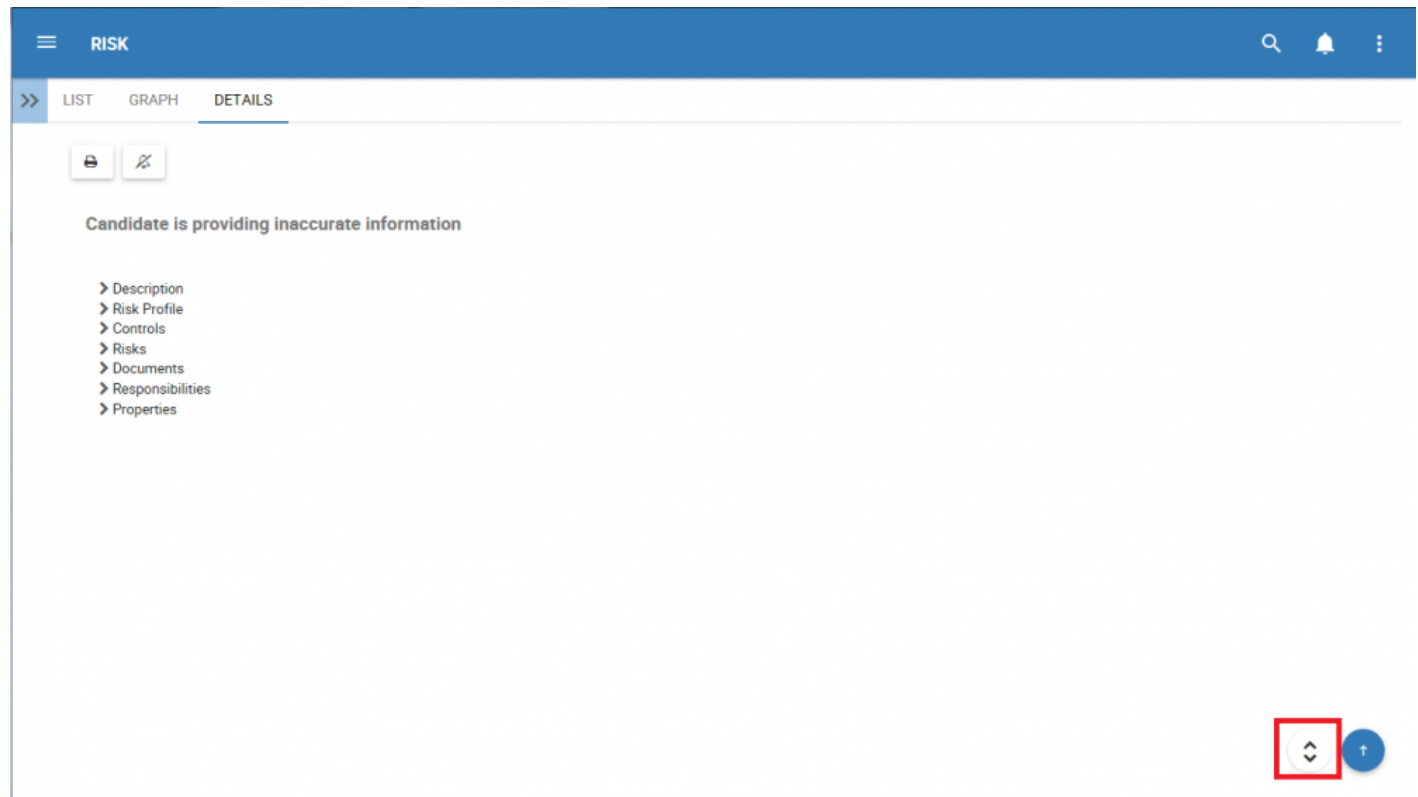 RISK
LIST GRAPH DETAILS
Candidate is providing inaccurate information
Description
Risk Profile
Controls
Risks
Documents
Responsibilities
Properties